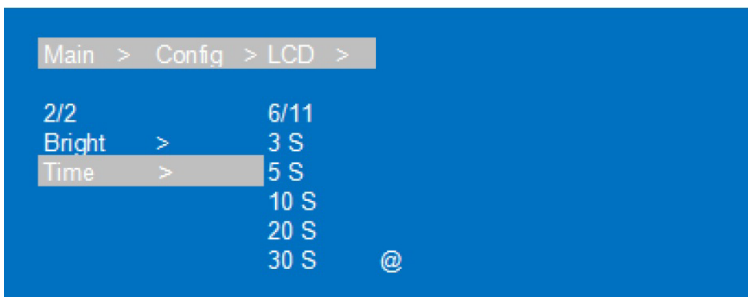 Main > Config > LCD >
2/2 6/11
Bright > 3 S
Time > 5 S
10 S
20 S
30 S @